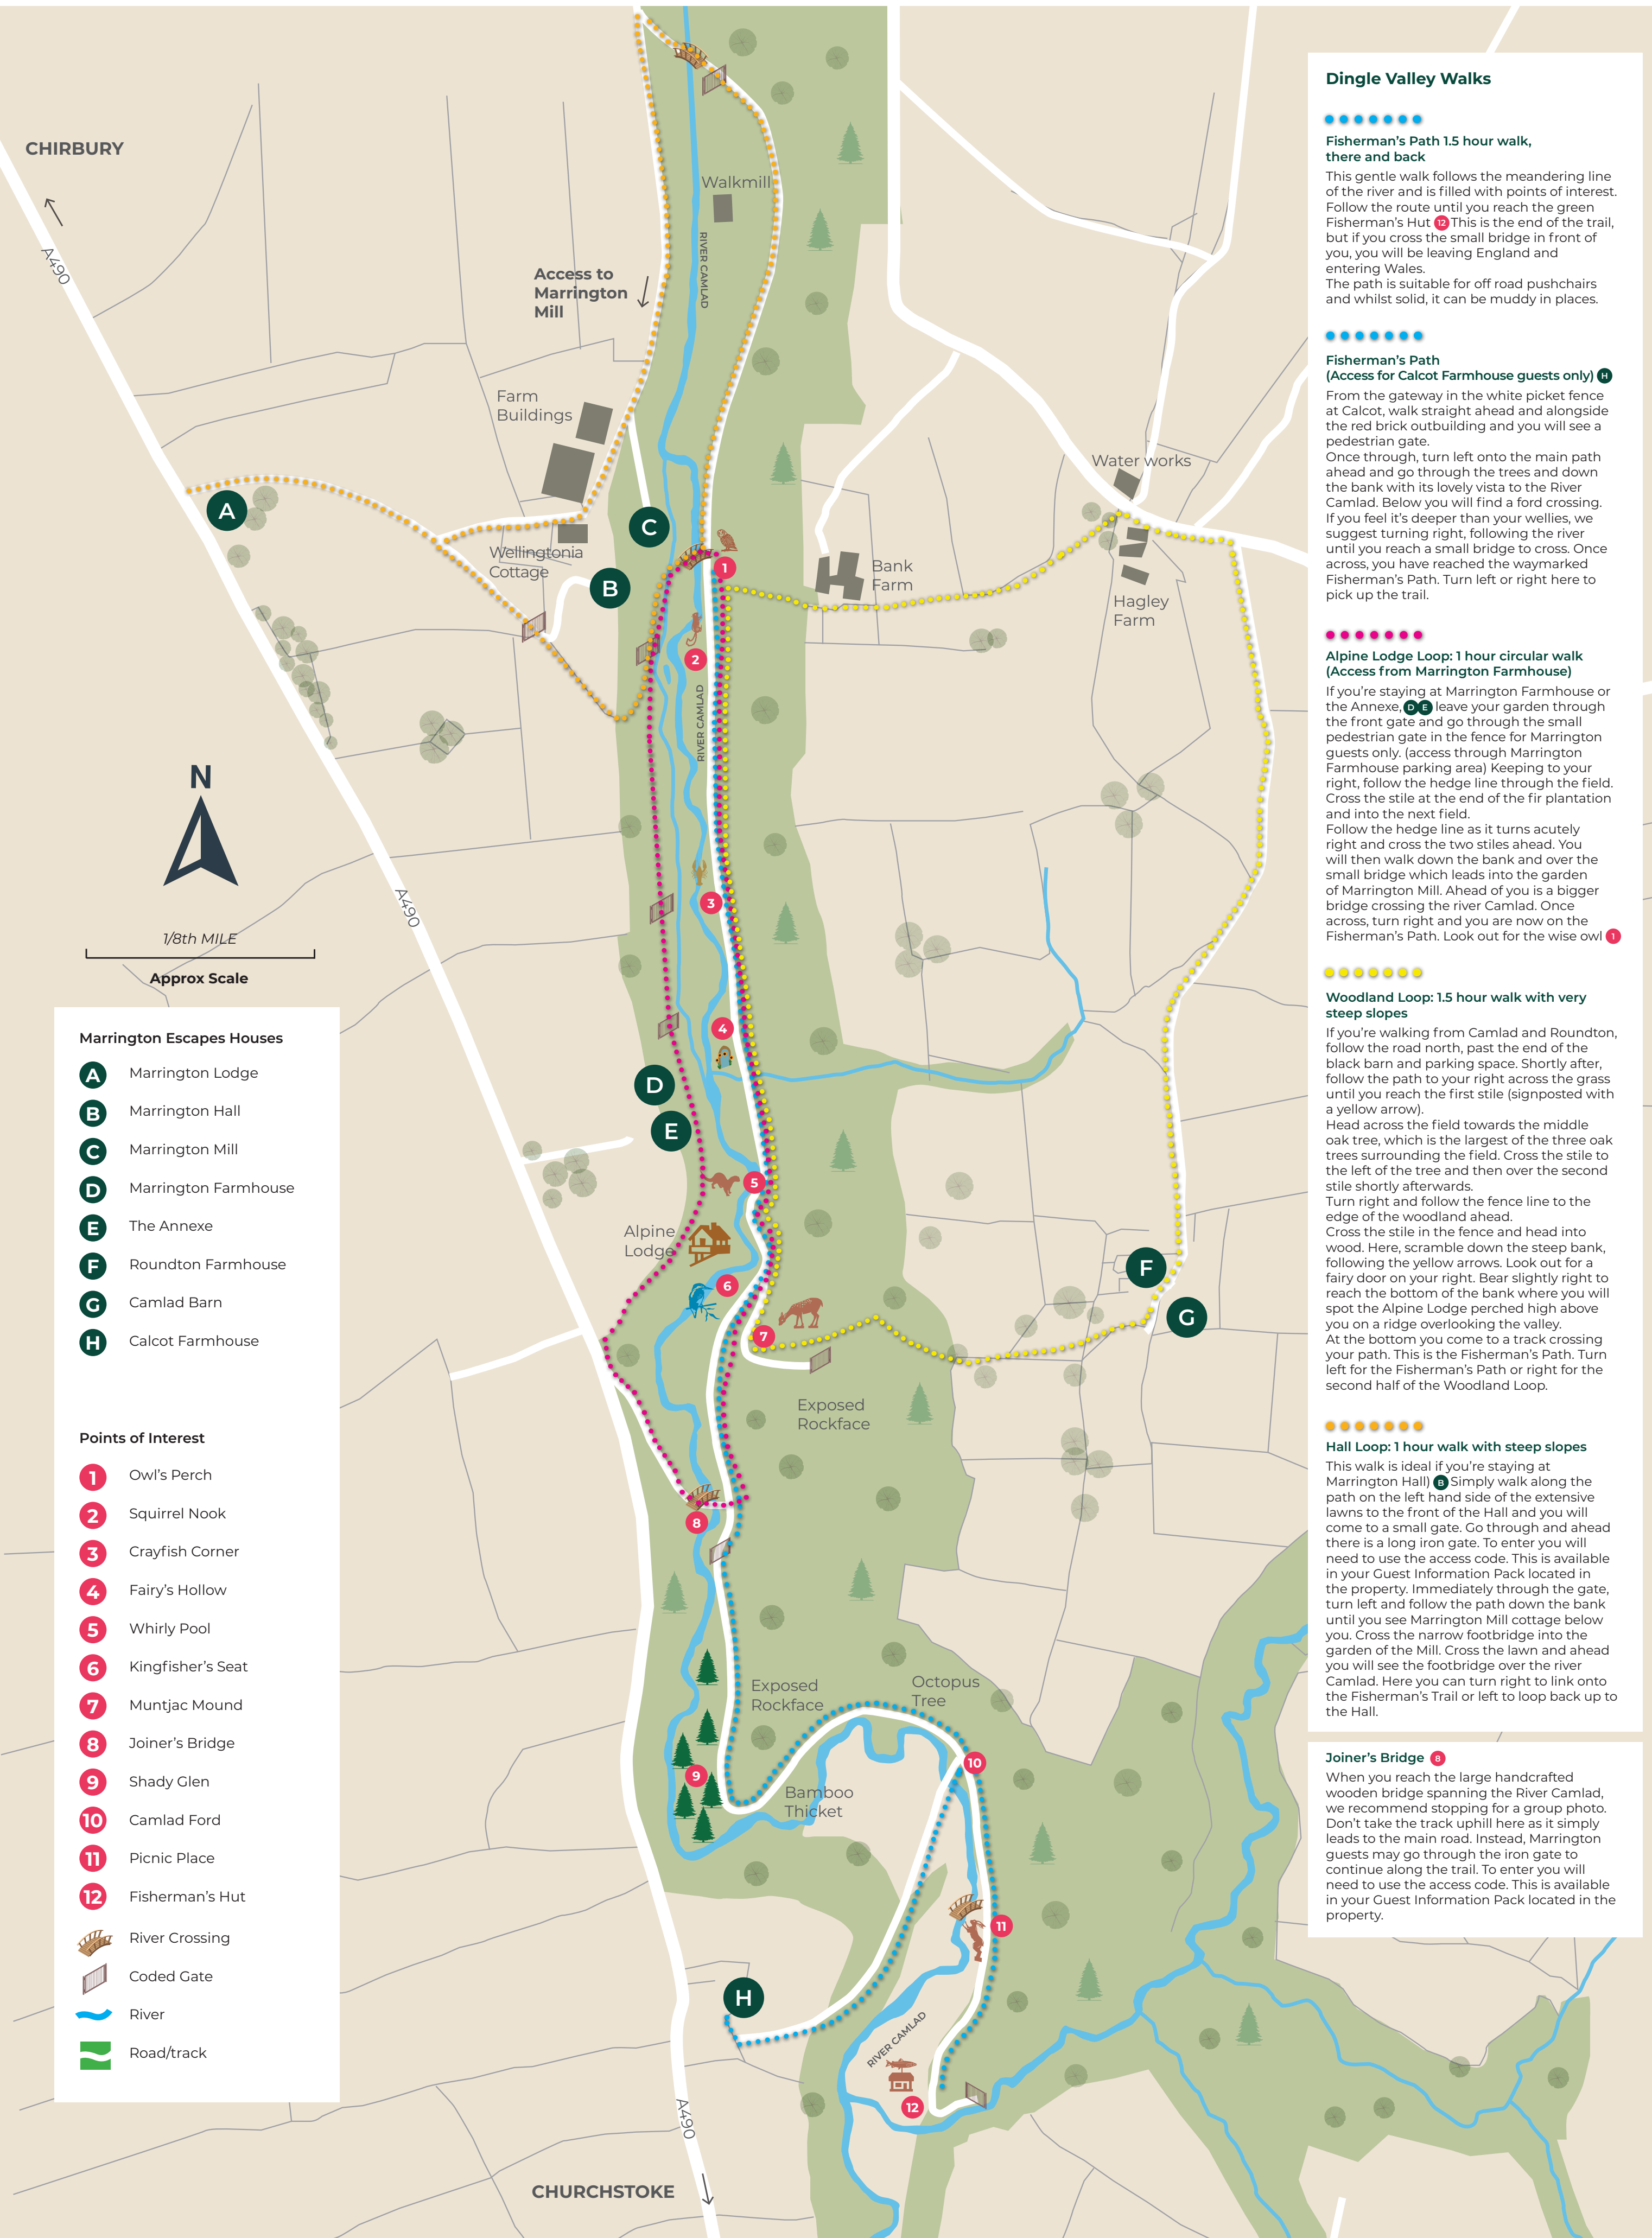 CHIRBURY
A490
Walkmill
RIVER CAMLAD
Access to
Marrington
Mill
Farm
Buildings
Water works
A
C
Wellingtonia
Cottage
1
B
Bank
Farm
Hagley
Farm
2
RIVER CAMLAD
N
A490
3
1/8th MILE
Approx Scale
4
D
E
5
Alpine
Lodge
6
F
G
7
Exposed
Rockface
8
Exposed
Rockface
Octopus
Tree
9
10
Bamboo
Thicket
11
H
RIVER CAMLAD
12
A490
CHURCHSTOKE
Marrington Escapes Houses
A Marrington Lodge
B Marrington Hall
C Marrington Mill
D Marrington Farmhouse
E The Annexe
F Roundton Farmhouse
G Camlad Barn
H Calcot Farmhouse
Points of Interest
1 Owl's Perch
2 Squirrel Nook
3 Crayfish Corner
4 Fairy's Hollow
5 Whirly Pool
6 Kingfisher's Seat
7 Muntjac Mound
8 Joiner's Bridge
9 Shady Glen
10 Camlad Ford
11 Picnic Place
12 Fisherman's Hut
River Crossing
Coded Gate
River
Road/track
Dingle Valley Walks
Fisherman's Path 1.5 hour walk,
there and back
This gentle walk follows the meandering line
of the river and is filled with points of interest.
Follow the route until you reach the green
Fisherman's Hut 12 This is the end of the trail,
but if you cross the small bridge in front of
you, you will be leaving England and
entering Wales.
The path is suitable for off road pushchairs
and whilst solid, it can be muddy in places.
Fisherman's Path
(Access for Calcot Farmhouse guests only) H
From the gateway in the white picket fence
at Calcot, walk straight ahead and alongside
the red brick outbuilding and you will see a
pedestrian gate.
Once through, turn left onto the main path
ahead and go through the trees and down
the bank with its lovely vista to the River
Camlad. Below you will find a ford crossing.
If you feel it's deeper than your wellies, we
suggest turning right, following the river
until you reach a small bridge to cross. Once
across, you have reached the waymarked
Fisherman's Path. Turn left or right here to
pick up the trail.
Alpine Lodge Loop: 1 hour circular walk
(Access from Marrington Farmhouse)
If you're staying at Marrington Farmhouse or
the Annexe, D E leave your garden through
the front gate and go through the small
pedestrian gate in the fence for Marrington
guests only. (access through Marrington
Farmhouse parking area) Keeping to your
right, follow the hedge line through the field.
Cross the stile at the end of the fir plantation
and into the next field.
Follow the hedge line as it turns acutely
right and cross the two stiles ahead. You
will then walk down the bank and over the
small bridge which leads into the garden
of Marrington Mill. Ahead of you is a bigger
bridge crossing the river Camlad. Once
across, turn right and you are now on the
Fisherman's Path. Look out for the wise owl 1
Woodland Loop: 1.5 hour walk with very
steep slopes
If you're walking from Camlad and Roundton,
follow the road north, past the end of the
black barn and parking space. Shortly after,
follow the path to your right across the grass
until you reach the first stile (signposted with
a yellow arrow).
Head across the field towards the middle
oak tree, which is the largest of the three oak
trees surrounding the field. Cross the stile to
the left of the tree and then over the second
stile shortly afterwards.
Turn right and follow the fence line to the
edge of the woodland ahead.
Cross the stile in the fence and head into
wood. Here, scramble down the steep bank,
following the yellow arrows. Look out for a
fairy door on your right. Bear slightly right to
reach the bottom of the bank where you will
spot the Alpine Lodge perched high above
you on a ridge overlooking the valley.
At the bottom you come to a track crossing
your path. This is the Fisherman's Path. Turn
left for the Fisherman's Path or right for the
second half of the Woodland Loop.
Hall Loop: 1 hour walk with steep slopes
This walk is ideal if you're staying at
Marrington Hall) B Simply walk along the
path on the left hand side of the extensive
lawns to the front of the Hall and you will
come to a small gate. Go through and ahead
there is a long iron gate. To enter you will
need to use the access code. This is available
in your Guest Information Pack located in
the property. Immediately through the gate,
turn left and follow the path down the bank
until you see Marrington Mill cottage below
you. Cross the narrow footbridge into the
garden of the Mill. Cross the lawn and ahead
you will see the footbridge over the river
Camlad. Here you can turn right to link onto
the Fisherman's Trail or left to loop back up to
the Hall.
Joiner's Bridge 8
When you reach the large handcrafted
wooden bridge spanning the River Camlad,
we recommend stopping for a group photo.
Don't take the track uphill here as it simply
leads to the main road. Instead, Marrington
guests may go through the iron gate to
continue along the trail. To enter you will
need to use the access code. This is available
in your Guest Information Pack located in the
property.